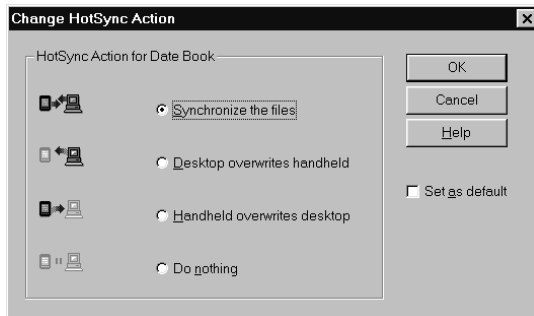 Change HotSync Action
HotSync Action for Date Book
Synchronize the files
Desktop overwrites handheld
Handheld overwrites desktop
Do nothing
OK
Cancel
Help
Set as default